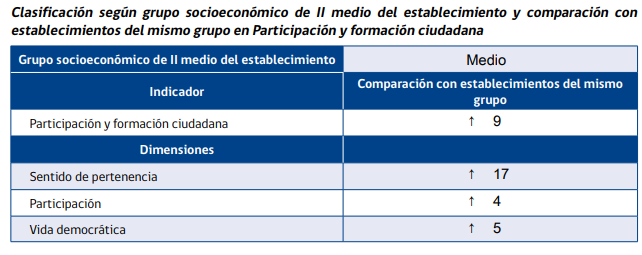 Clasificación según grupo socioeconómico de II medio del establecimiento y comparación con
establecimientos del mismo grupo en Participación y formación ciudadana
Grupo socioeconómico de II medio del establecimiento Medio
Indicador Comparación con establecimientos del mismo
grupo
Participación y formación ciudadana ↑ 9
Dimensiones
Sentido de pertenencia ↑ 17
Participación ↑ 4
Vida democrática ↑ 5